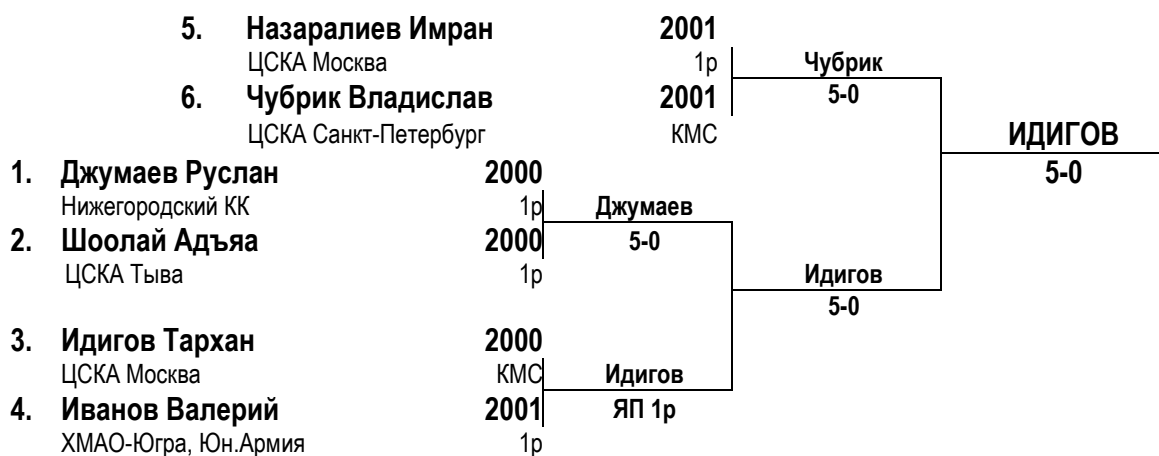 5. Назаралиев Имран 2001
ЦСКА Москва 1р Чубрик
6. Чубрик Владислав 2001 5-0
ЦСКА Санкт-Петербург КМС ИДИГОВ
1. Джумаев Руслан 2000 5-0
Нижегородский КК 1р Джумаев
2. Шоолай Адъяа 2000 5-0
ЦСКА Тыва 1р Идигов
5-0
3. Идигов Тархан 2000
ЦСКА Москва КМС Идигов
4. Иванов Валерий 2001 ЯП 1р
ХМАО-Югра, Юн.Армия 1р